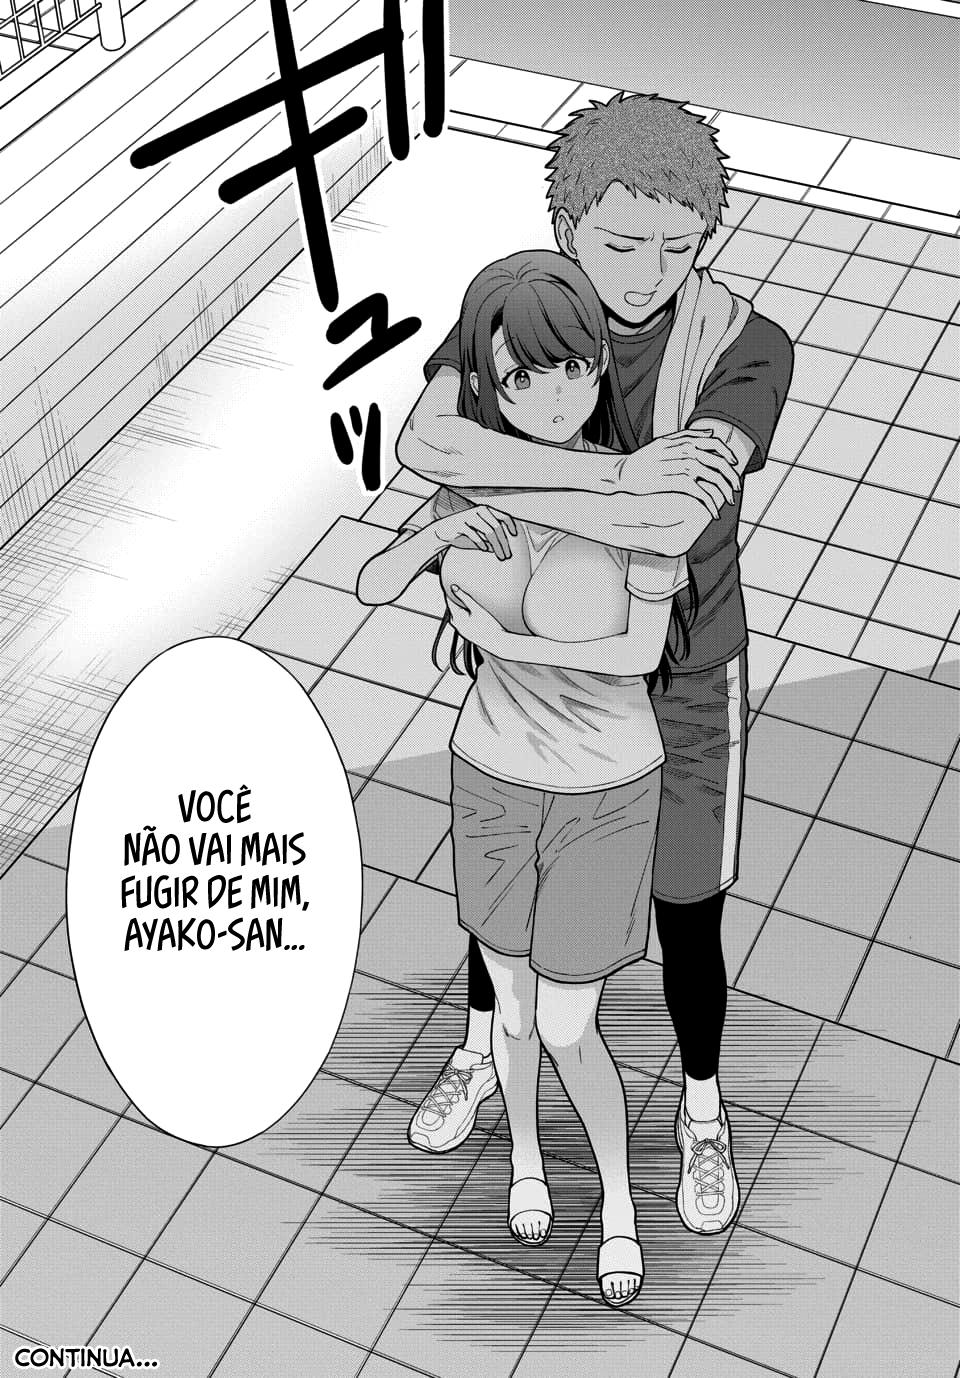 ギュッ
VOCÊ
NÃO VAI MAIS
FUGIR DE MIM,
AYAKO-SAN...
CONTINUA...